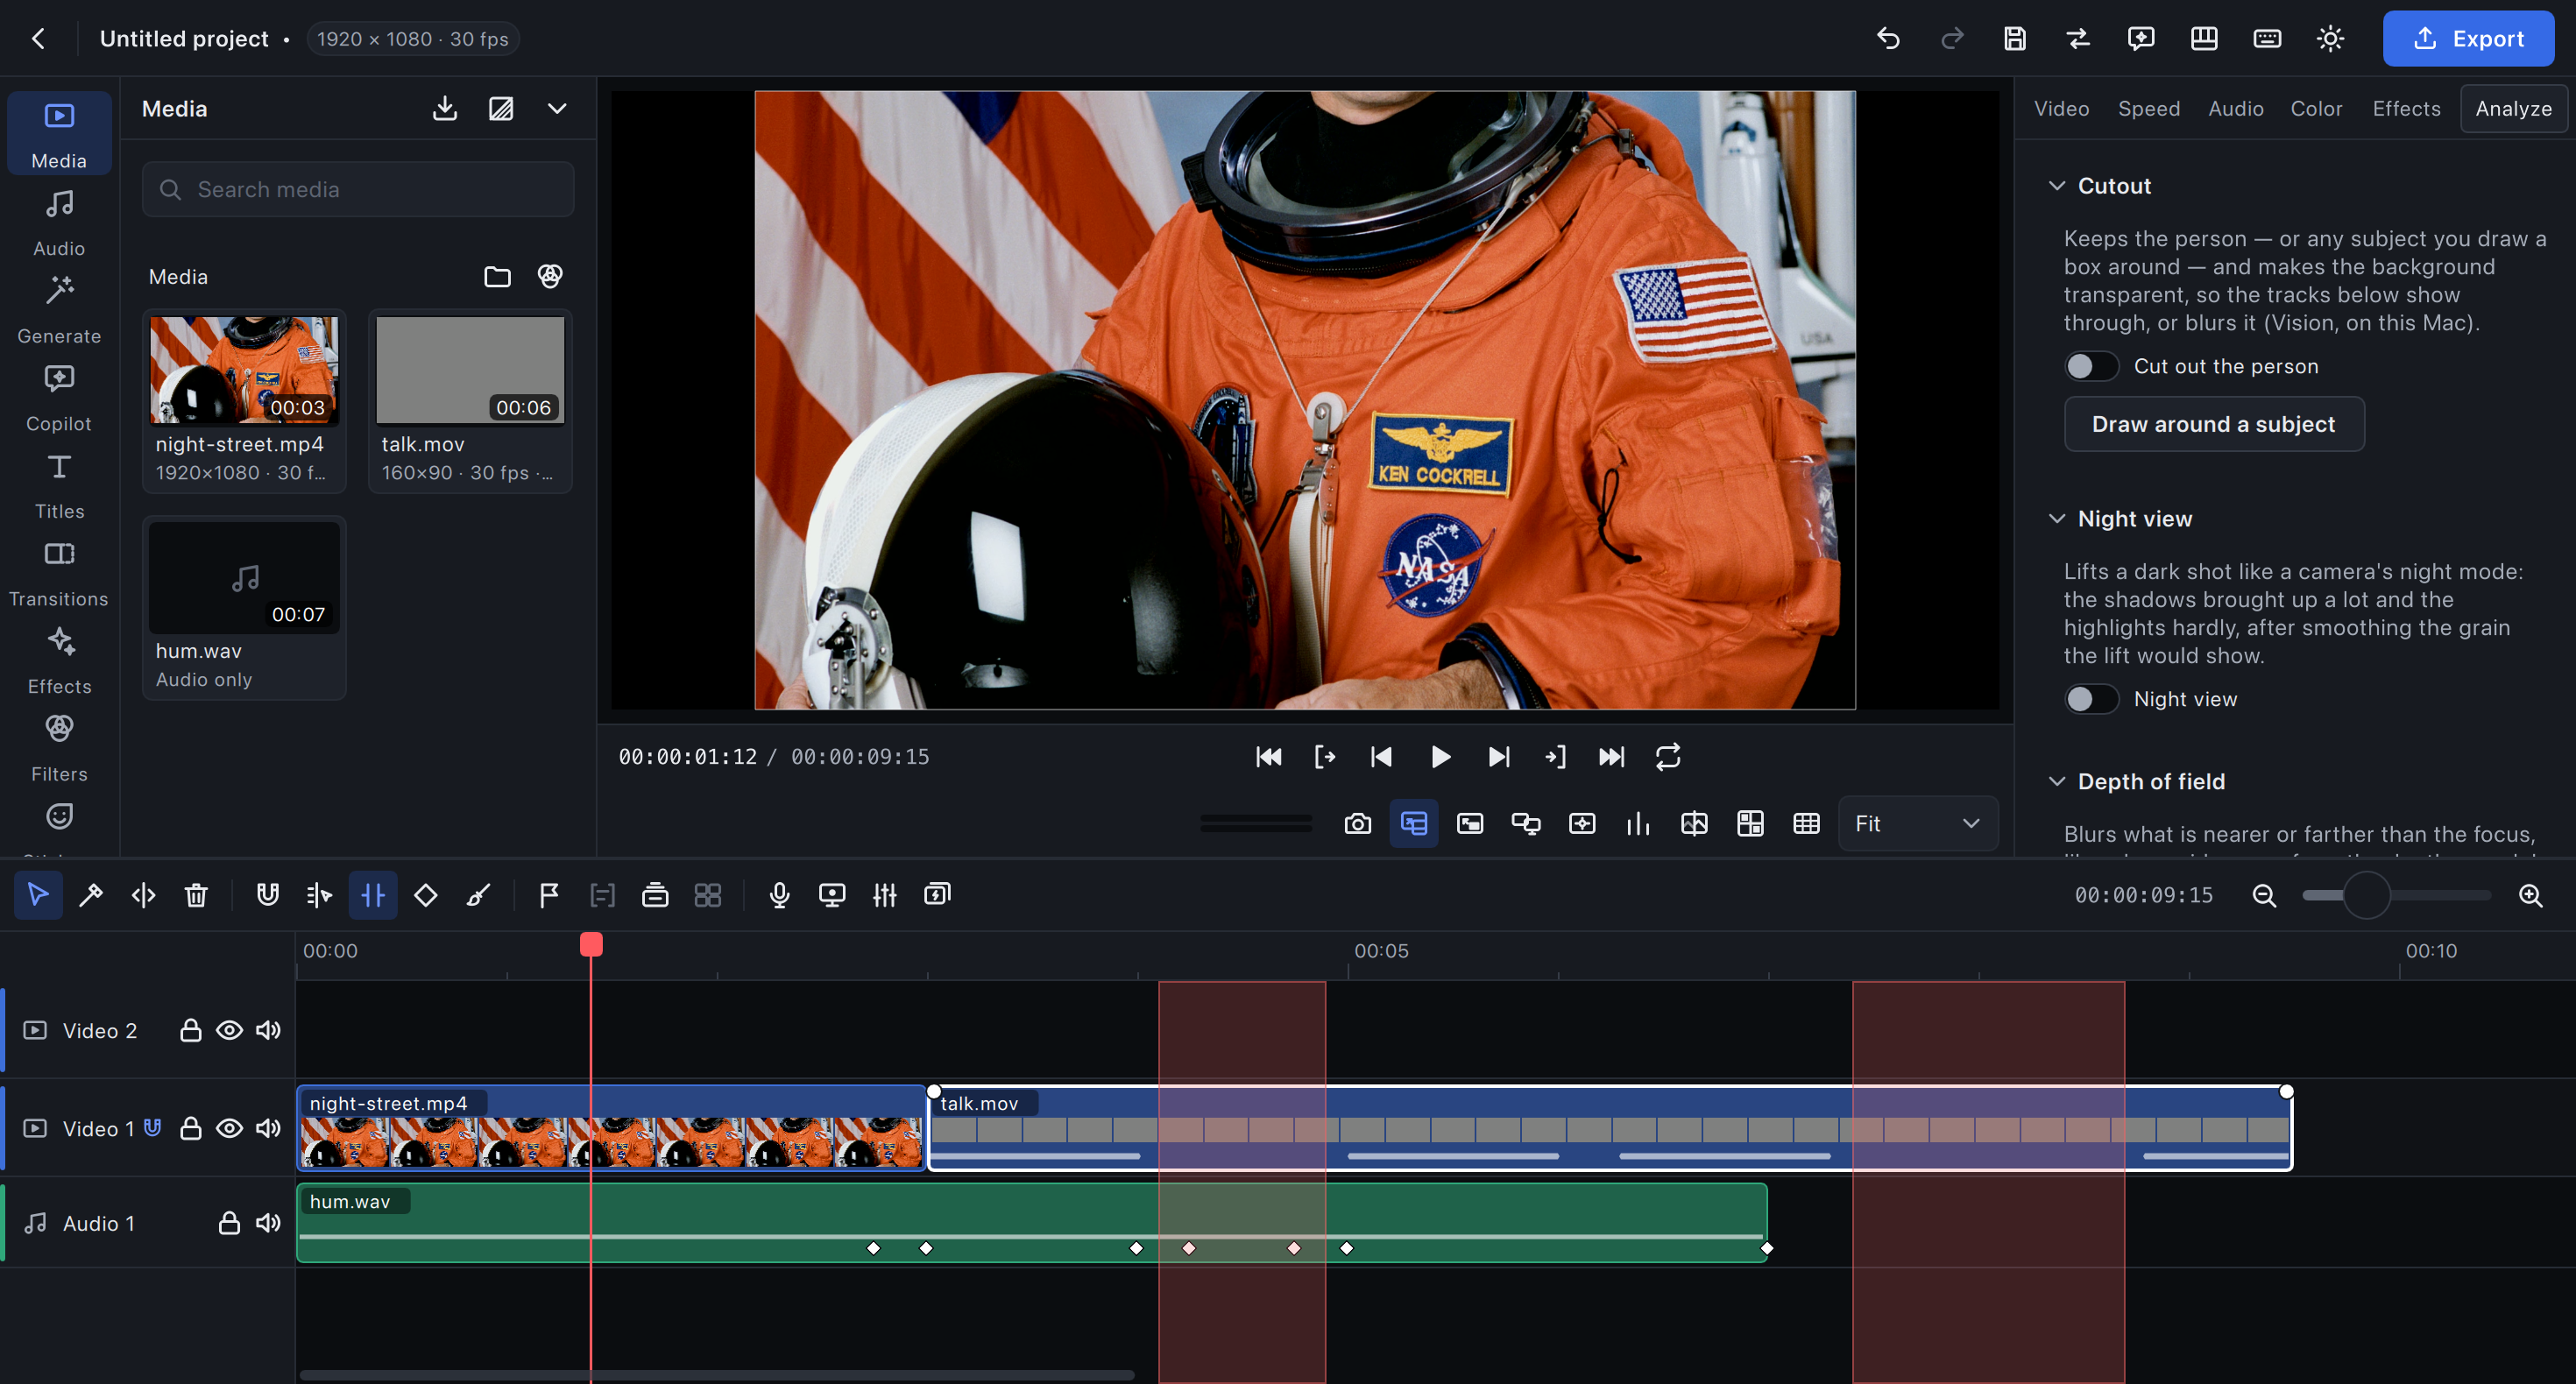 Untitled project •
1920 × 1080 · 30 fps
Export
Media
Audio
Generate
Copilot
Titles
Transitions
Effects
Filters
Media
Search media
Media
00:03
night-street.mp4
1920×1080 · 30 f...
00:06
talk.mov
160×90 · 30 fps ·...
00:07
hum.wav
Audio only
USA
KEN COCKRELL
NASA
00:00:01:12 / 00:00:09:15
Fit
Video
Speed
Audio
Color
Effects
Analyze
Cutout
Keeps the person — or any subject you draw a
box around — and makes the background
transparent, so the tracks below show
through, or blurs it (Vision, on this Mac).
Cut out the person
Draw around a subject
Night view
Lifts a dark shot like a camera's night mode:
the shadows brought up a lot and the
highlights hardly, after smoothing the grain
the lift would show.
Night view
Depth of field
Blurs what is nearer or farther than the focus,
00:00:09:15
00:00
00:05
00:10
Video 2
Video 1
night-street.mp4
talk.mov
Audio 1
hum.wav